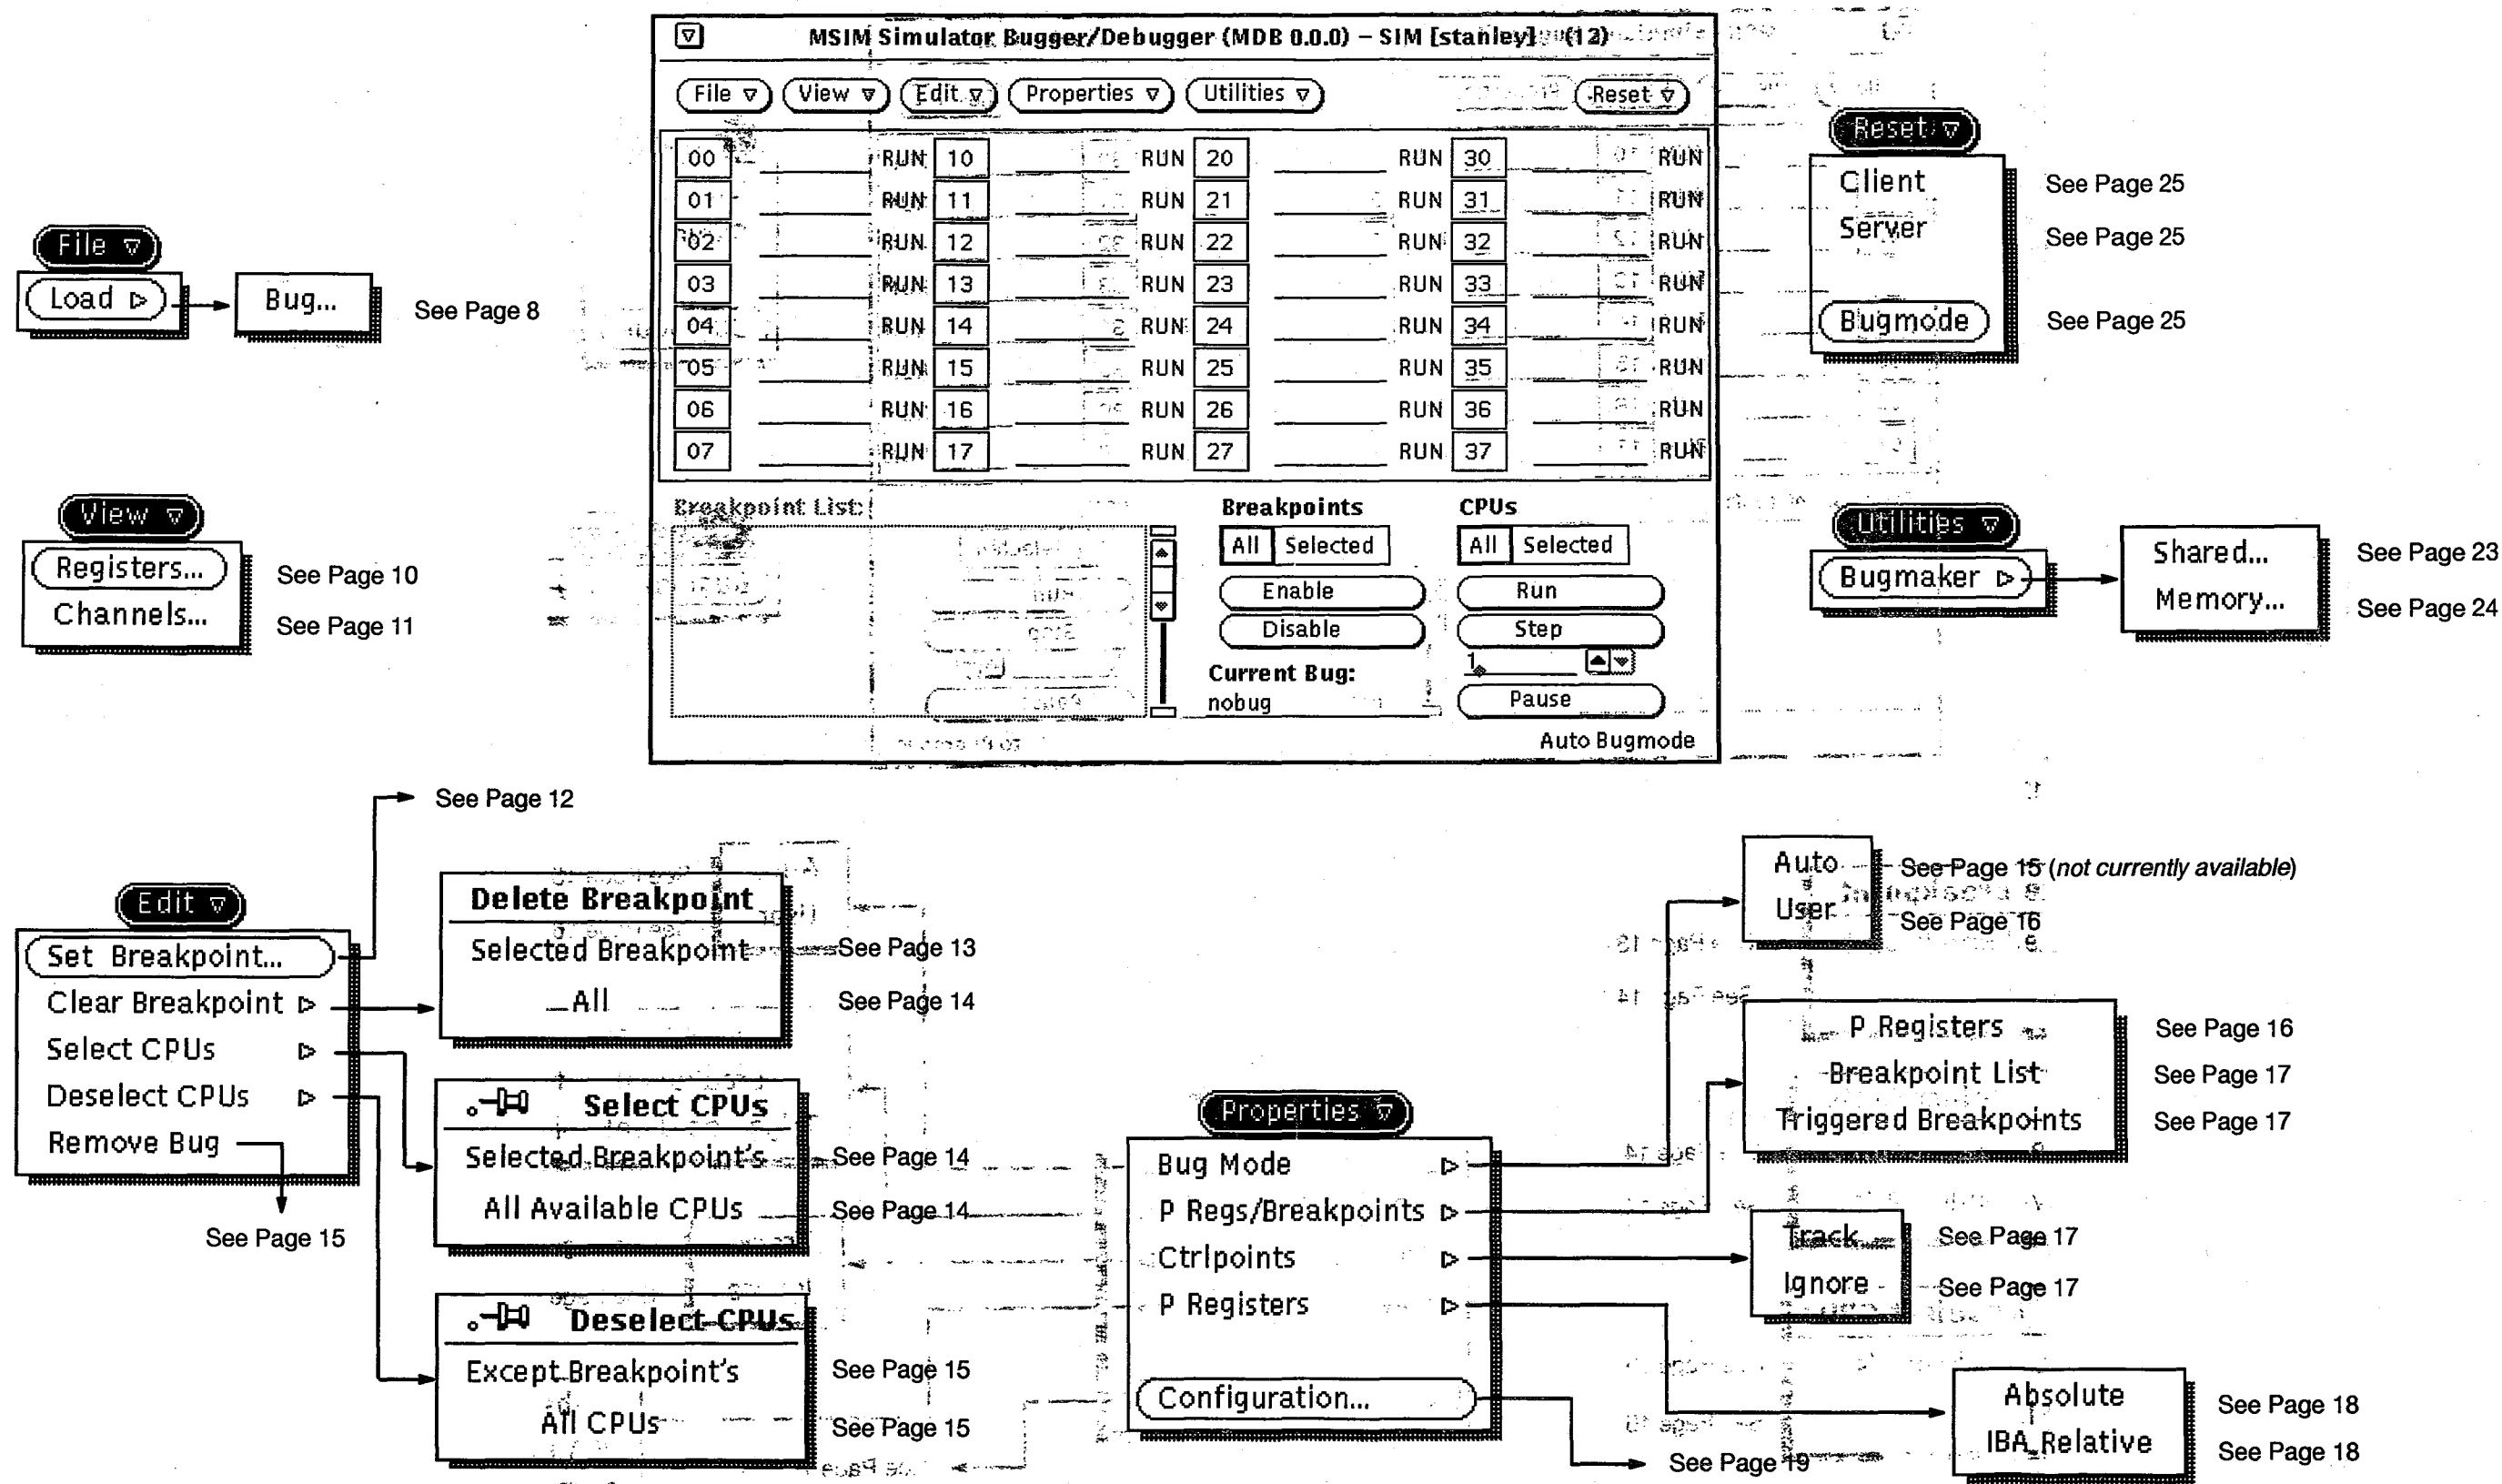 MSIM Simulator Bugger/Debugger (MDB 0.0.0) – SIM [stanley] (12)
File View Edit Properties Utilities Reset
00 RUN 10 RUN 20 RUN 30 RUN
01 RUN 11 RUN 21 RUN 31 RUN
02 RUN 12 RUN 22 RUN 32 RUN
03 RUN 13 RUN 23 RUN 33 RUN
04 RUN 14 RUN 24 RUN 34 RUN
05 RUN 15 RUN 25 RUN 35 RUN
06 RUN 16 RUN 26 RUN 36 RUN
07 RUN 17 RUN 27 RUN 37 RUN
Breakpoint List:
Breakpoints
All Selected
Enable
Disable
Current Bug:
nobug
CPUs
All Selected
Run
Step
1
Pause
Auto Bugmode
File
Load Bug... See Page 8
View
Registers... See Page 10
Channels... See Page 11
Reset
Client See Page 25
Server See Page 25
Bugmode See Page 25
Utilities
Bugmaker
Shared... See Page 23
Memory... See Page 24
See Page 12
Edit
Set Breakpoint...
Clear Breakpoint
Select CPUs
Deselect CPUs
Remove Bug
See Page 15
Delete Breakpoint
Selected Breakpoint See Page 13
All See Page 14
Select CPUs
Selected Breakpoint's See Page 14
All Available CPUs See Page 14
Deselect CPUs
Except Breakpoint's See Page 15
All CPUs See Page 15
Properties
Bug Mode
P Regs/Breakpoints
Ctrlpoints
P Registers
Configuration...
See Page 19
Auto See Page 15 (not currently available)
User See Page 16
P Registers See Page 16
Breakpoint List See Page 17
Triggered Breakpoints See Page 17
Track See Page 17
Ignore See Page 17
Absolute See Page 18
IBA Relative See Page 18